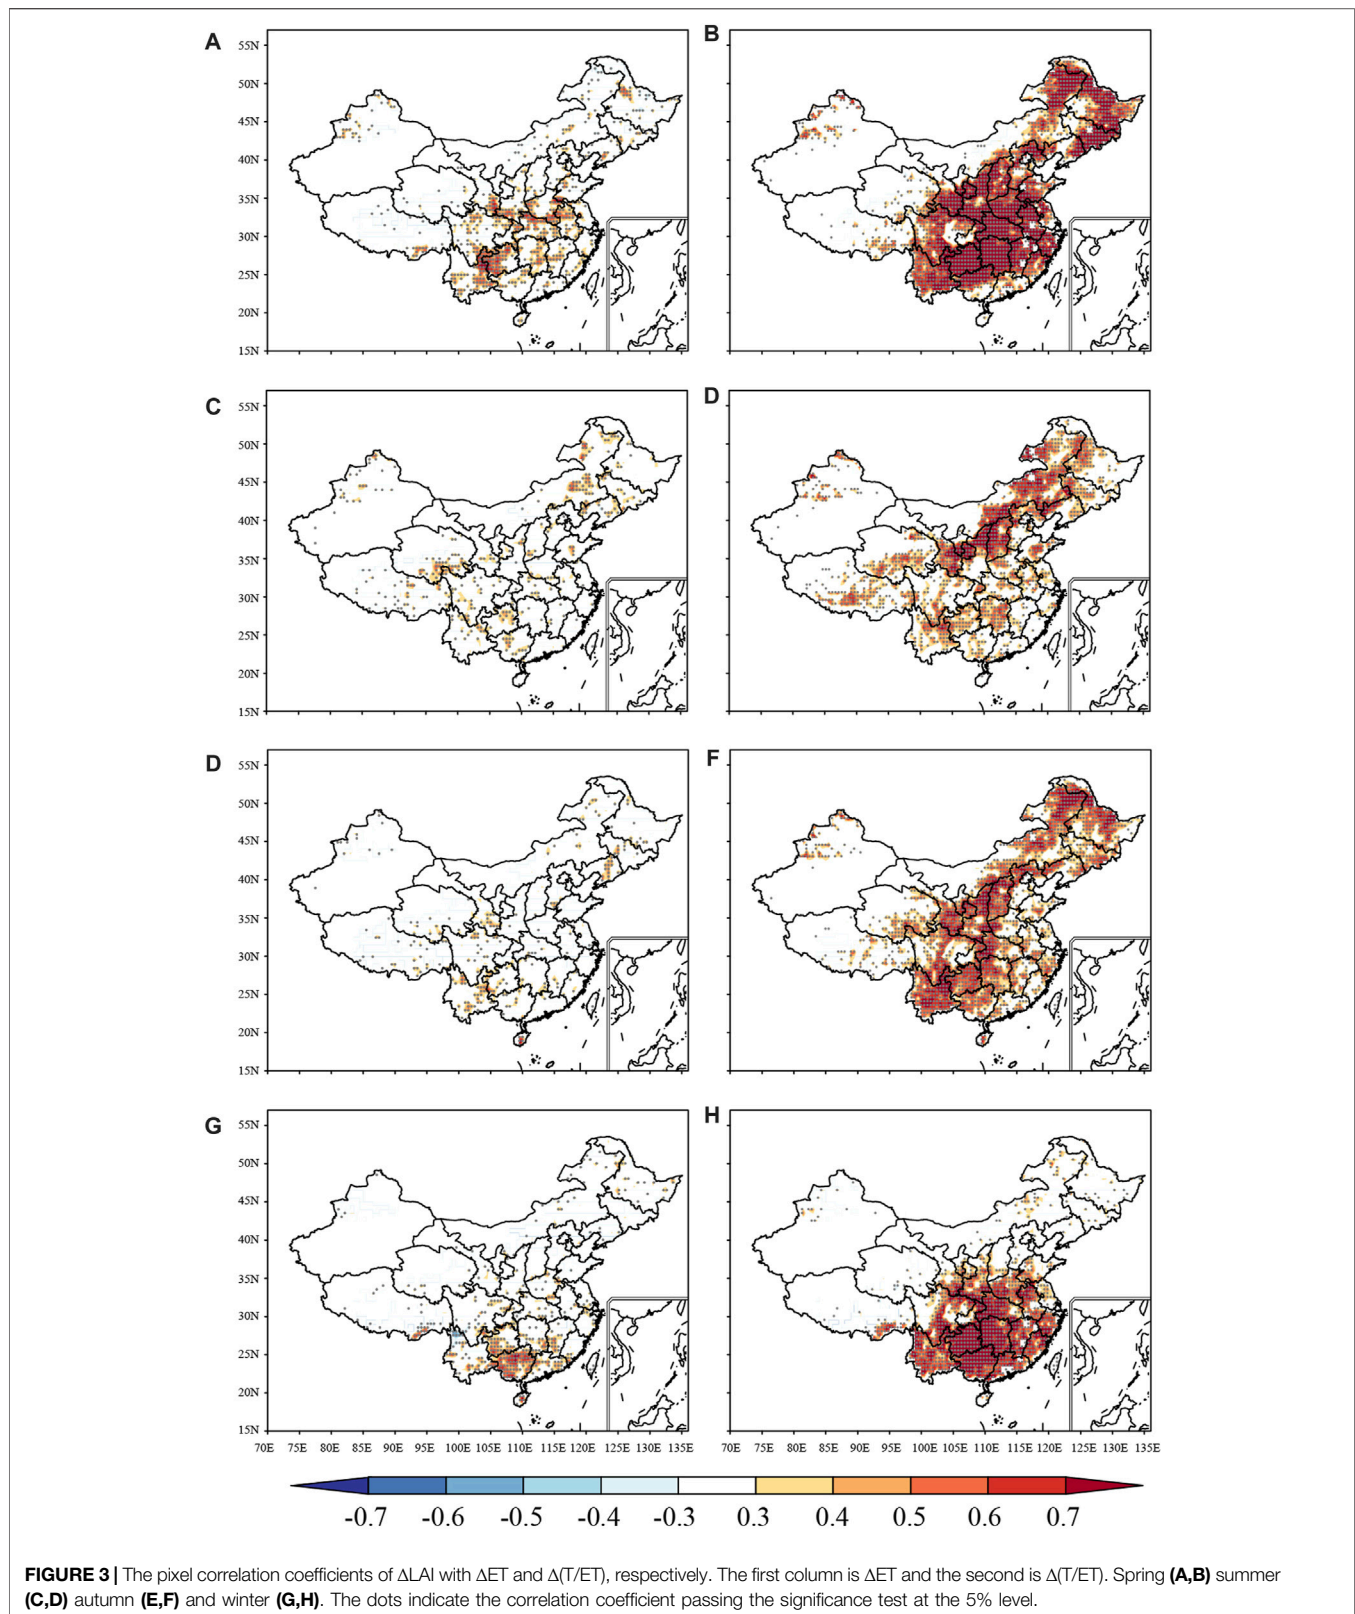 A
B
55N
50N
45N
40N
35N
30N
25N
20N
15N
C
D
55N
50N
45N
40N
35N
30N
25N
20N
15N
D
F
55N
50N
45N
40N
35N
30N
25N
20N
15N
G
H
55N
50N
45N
40N
35N
30N
25N
20N
15N
70E 75E 80E 85E 90E 95E 100E 105E 110E 115E 120E 125E 130E 135E
70E 75E 80E 85E 90E 95E 100E 105E 110E 115E 120E 125E 130E 135E
-0.7 -0.6 -0.5 -0.4 -0.3 0.3 0.4 0.5 0.6 0.7
FIGURE 3 | The pixel correlation coefficients of ΔLAI with ΔET and Δ(T/ET), respectively. The first column is ΔET and the second is Δ(T/ET). Spring (A,B) summer
(C,D) autumn (E,F) and winter (G,H). The dots indicate the correlation coefficient passing the significance test at the 5% level.